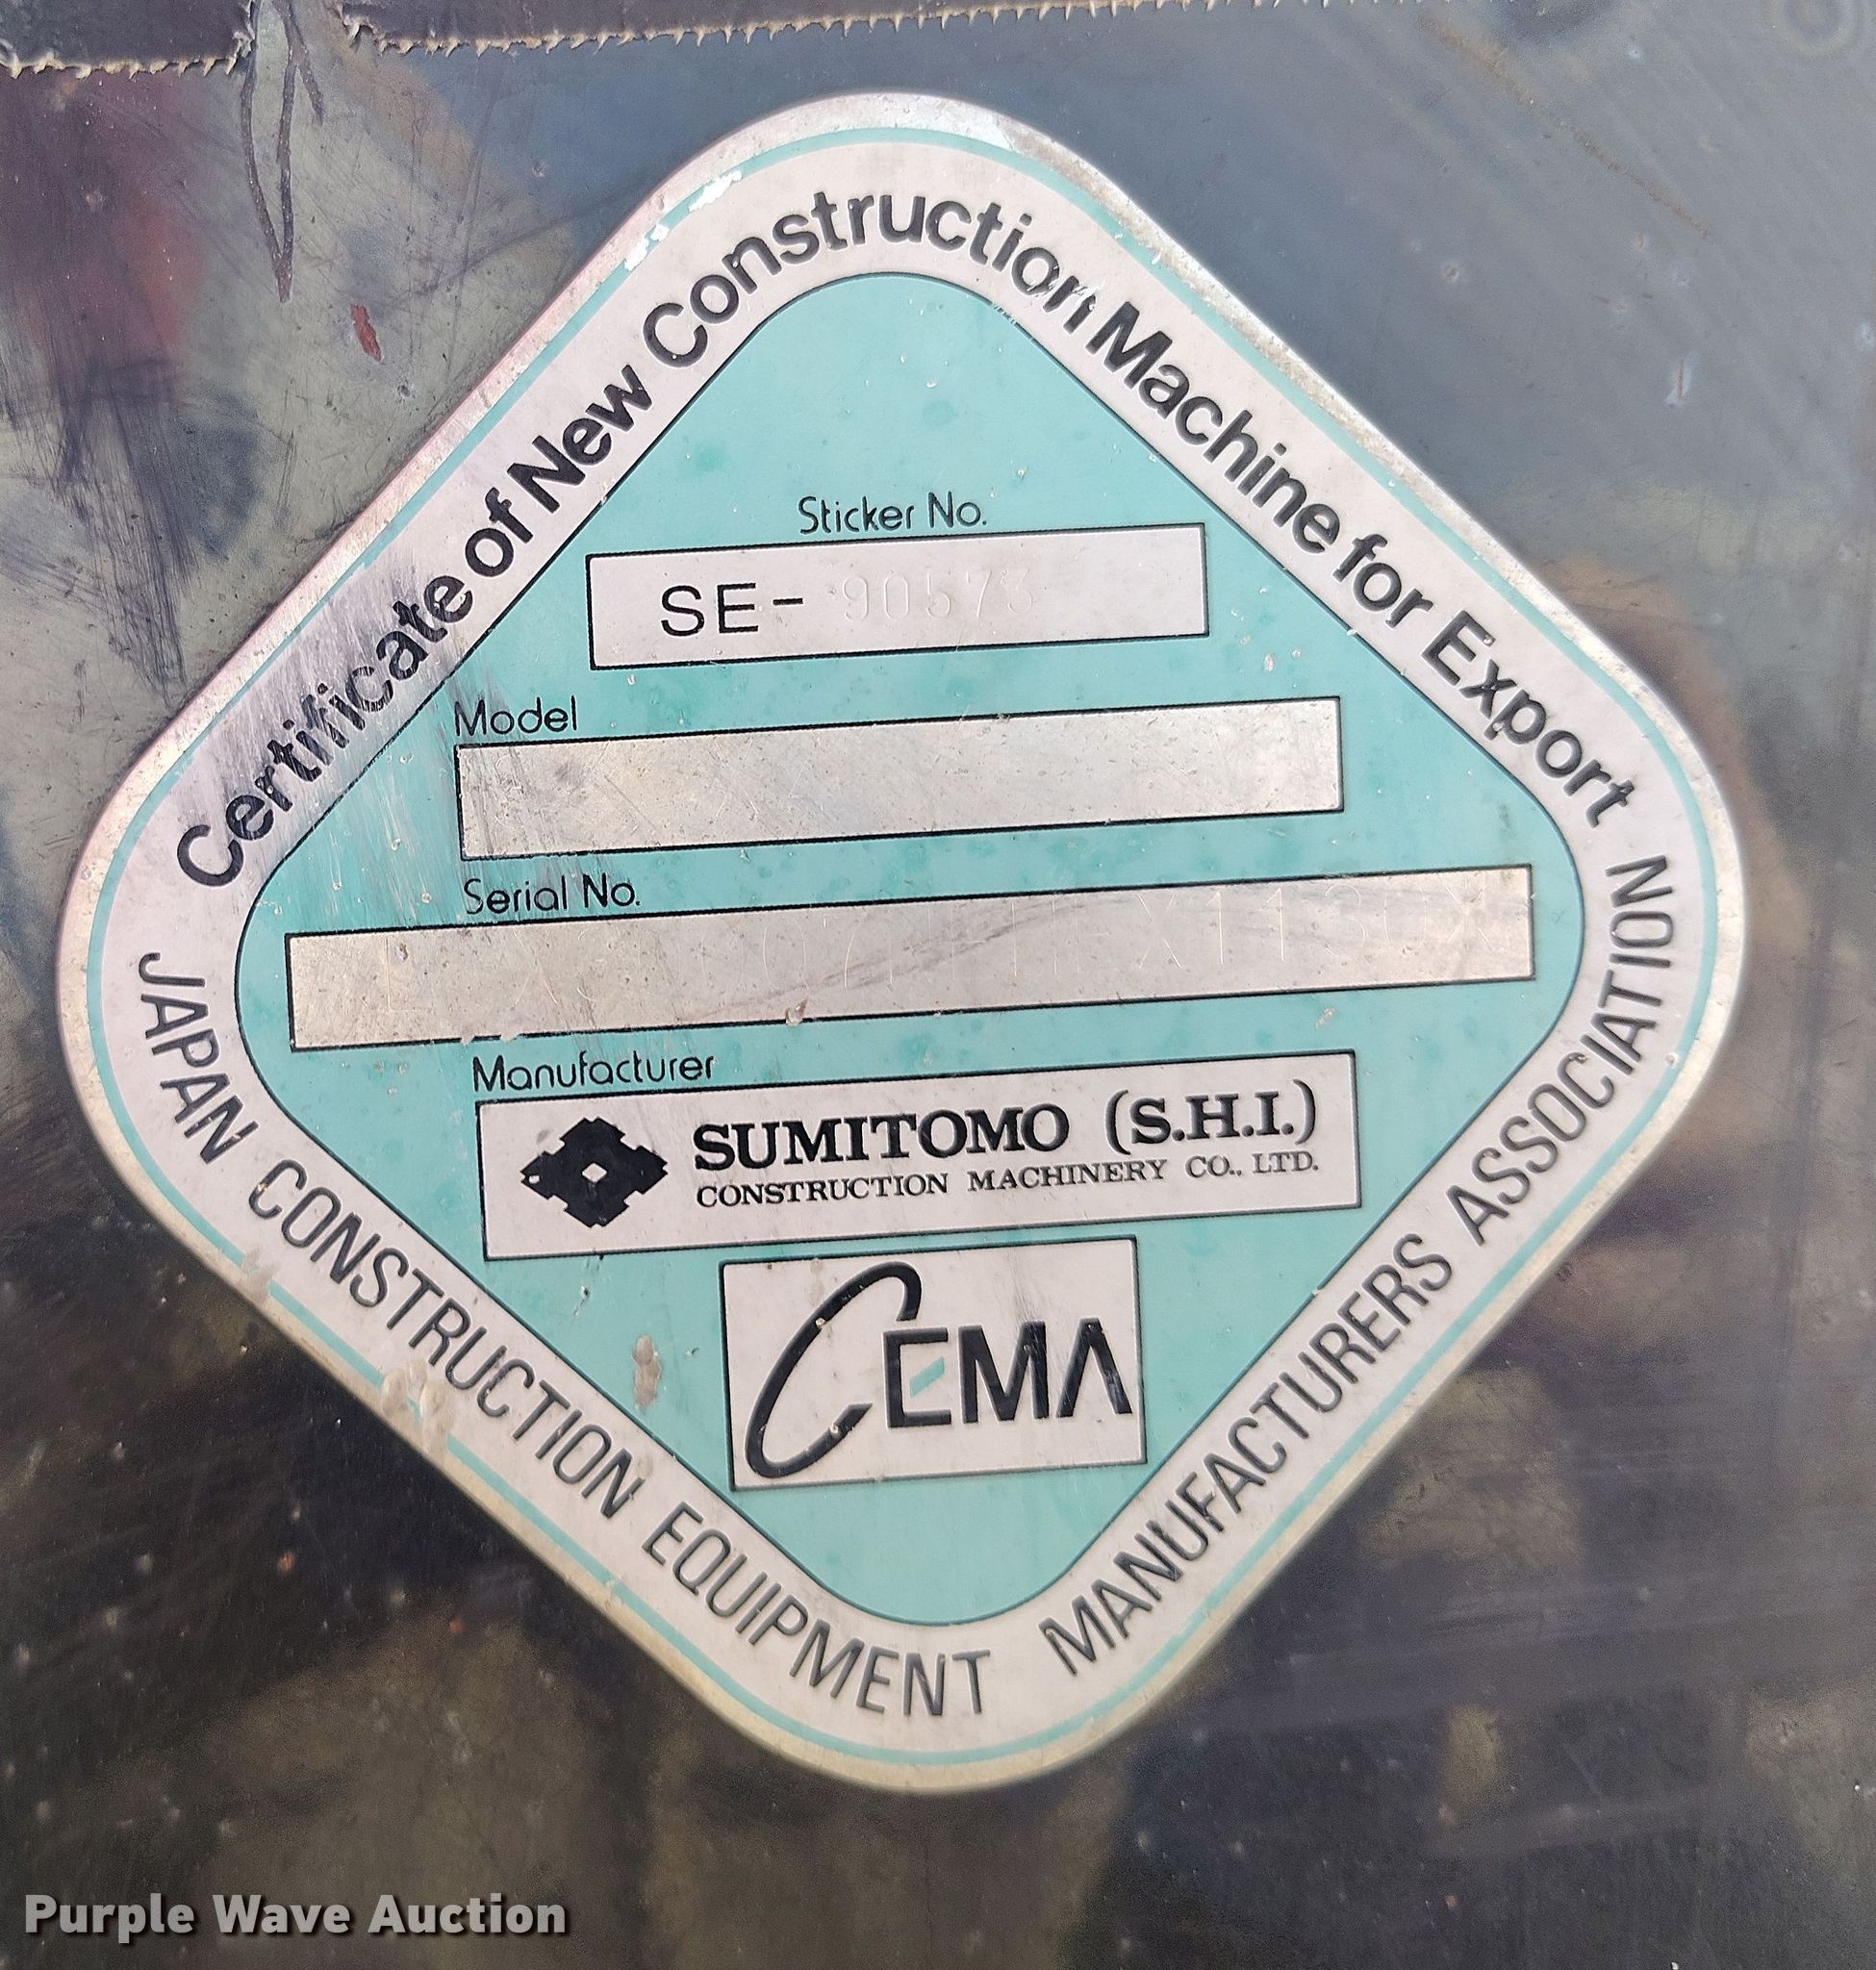 Certificate of New Construction Machine for Export
Sticker No.
SE- 90573
Model
Serial No.
Manufacturer
SUMITOMO (S.H.I.)
CONSTRUCTION MACHINERY CO., LTD.
CEMA
JAPAN CONSTRUCTION EQUIPMENT MANUFACTURERS ASSOCIATION
Purple Wave Auction